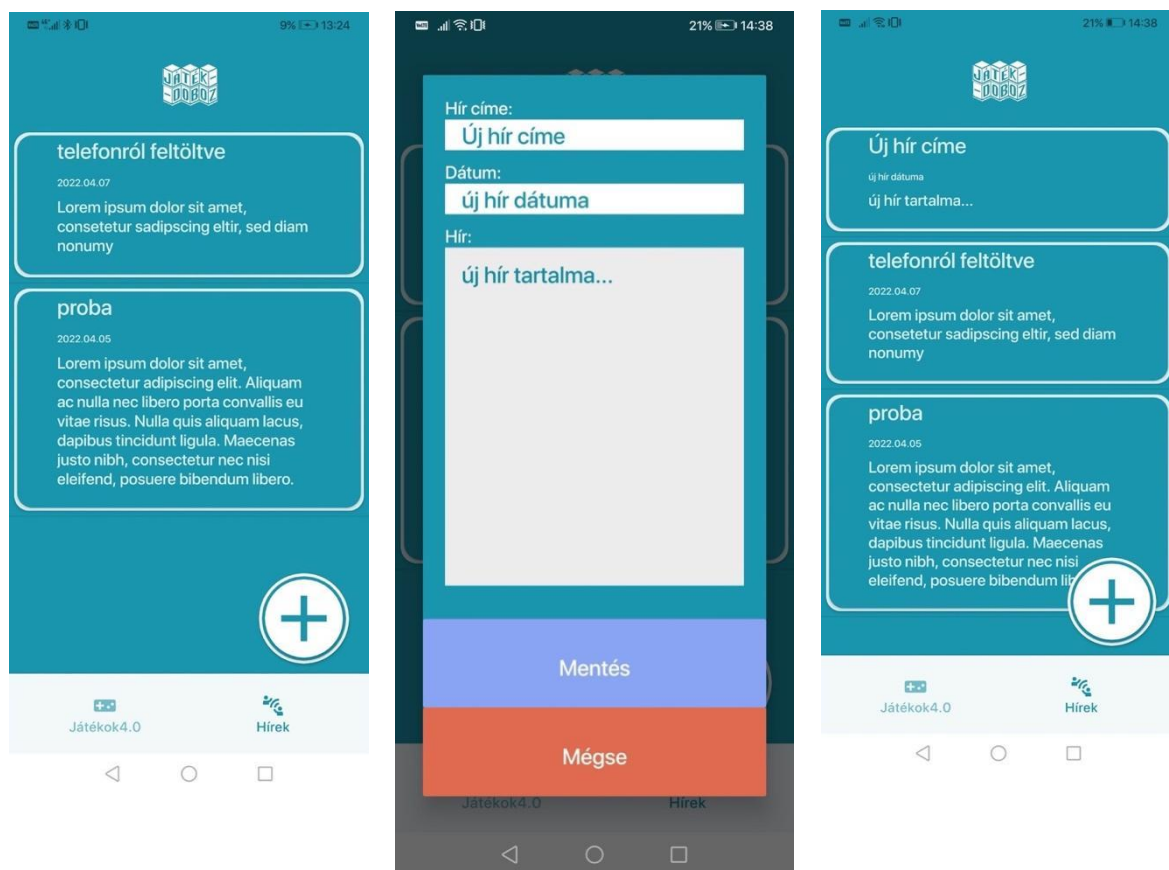 9% 13:24
JÁTÉK-
-DOBOZ
telefonról feltöltve
2022.04.07
Lorem ipsum dolor sit amet,
consetetur sadipscing eltir, sed diam
nonumy
proba
2022.04.05
Lorem ipsum dolor sit amet,
consectetur adipiscing elit. Aliquam
ac nulla nec libero porta convallis eu
vitae risus. Nulla quis aliquam lacus,
dapibus tincidunt ligula. Maecenas
justo nibh, consectetur nec nisi
eleifend, posuere bibendum libero.
Játékok4.0
Hírek
21% 14:38
Hír címe:
Új hír címe
Dátum:
új hír dátuma
Hír:
új hír tartalma...
Mentés
Mégse
Játékok4.0
Hírek
21% 14:38
JÁTÉK-
-DOBOZ
Új hír címe
új hír dátuma
új hír tartalma...
telefonról feltöltve
2022.04.07
Lorem ipsum dolor sit amet,
consetetur sadipscing eltir, sed diam
nonumy
proba
2022.04.05
Lorem ipsum dolor sit amet,
consectetur adipiscing elit. Aliquam
ac nulla nec libero porta convallis eu
vitae risus. Nulla quis aliquam lacus,
dapibus tincidunt ligula. Maecenas
justo nibh, consectetur nec nisi
eleifend, posuere bibendum
Játékok4.0
Hírek